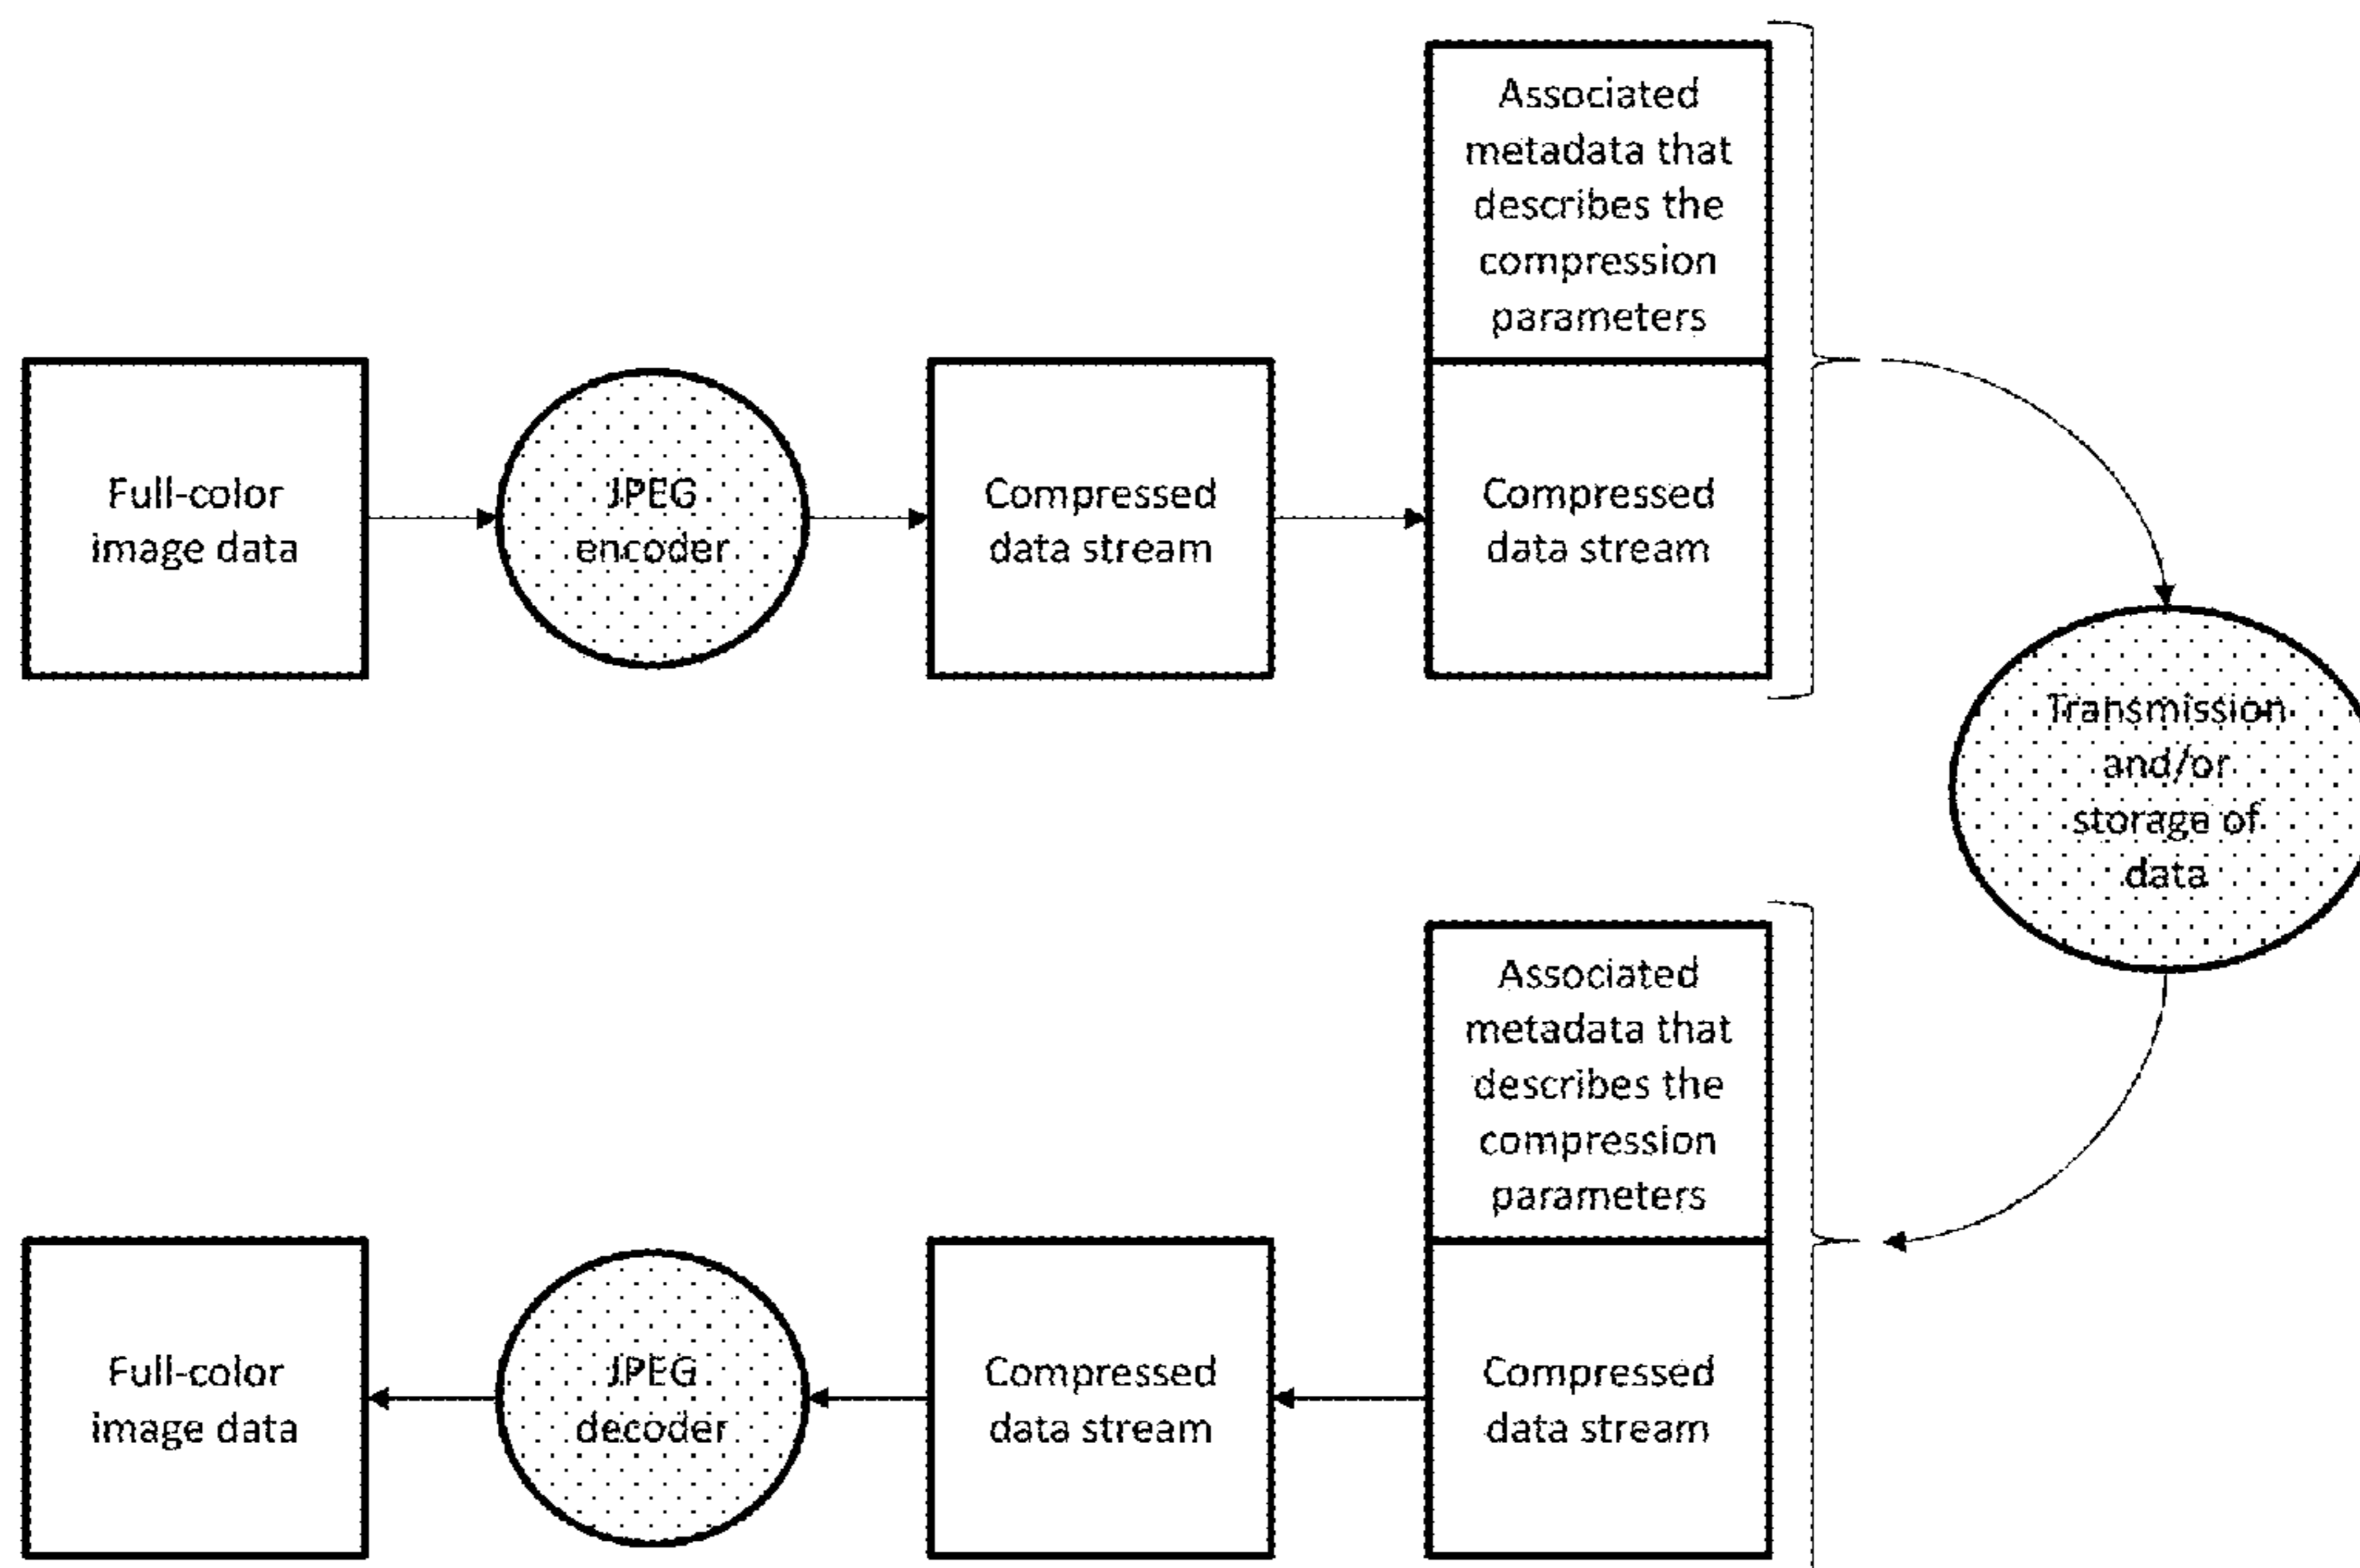 Associated
metadata that
describes the
compression
parameters
Full-color
image data
JPEG
encoder
Compressed
data stream
Compressed
data stream
Transmission
and/or
storage of
data
Associated
metadata that
describes the
compression
parameters
Full-color
image data
JPEG
decoder
Compressed
data stream
Compressed
data stream